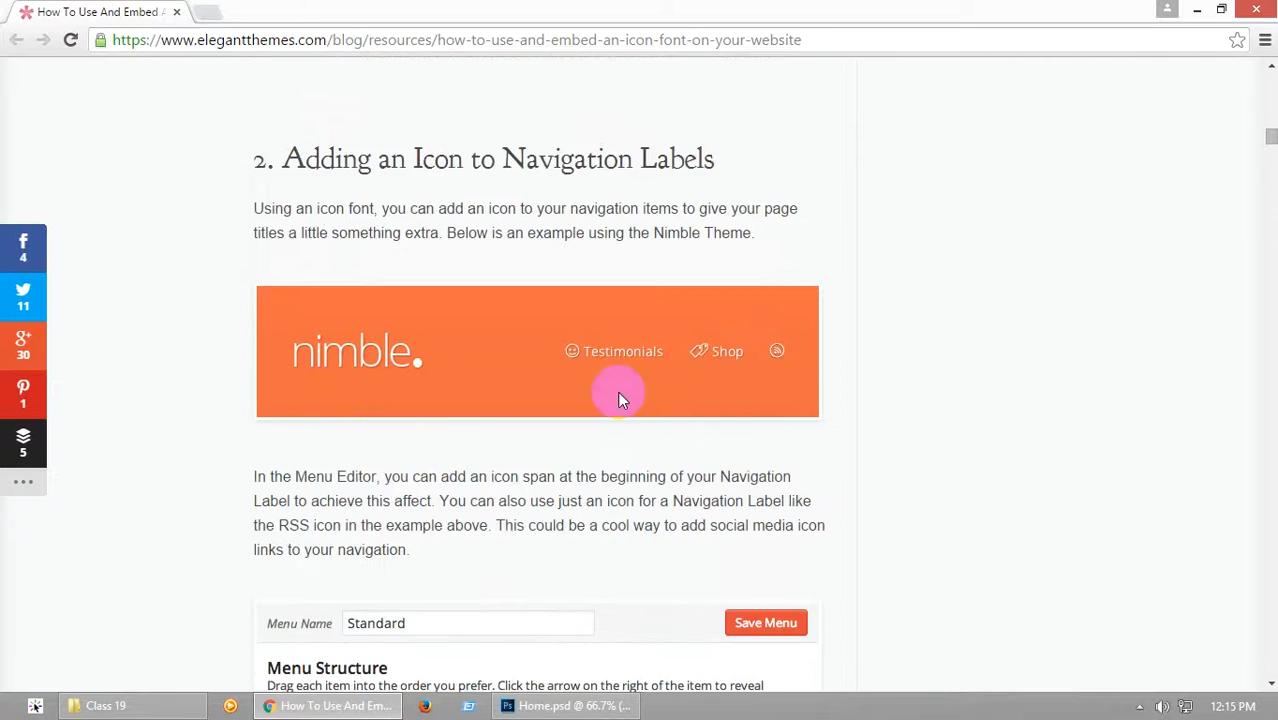 How To Use And Embed A
https://www.elegantthemes.com/blog/resources/how-to-use-and-embed-an-icon-font-on-your-website
2. Adding an Icon to Navigation Labels
Using an icon font, you can add an icon to your navigation items to give your page
titles a little something extra. Below is an example using the Nimble Theme.
4
11
30
1
5
nimble.
Testimonials Shop
In the Menu Editor, you can add an icon span at the beginning of your Navigation
Label to achieve this affect. You can also use just an icon for a Navigation Label like
the RSS icon in the example above. This could be a cool way to add social media icon
links to your navigation.
Menu Name Standard Save Menu
Menu Structure
Drag each item into the order you prefer. Click the arrow on the right of the item to reveal
Class 19 How To Use And Em... Ps Home.psd @ 66.7% (... 12:15 PM